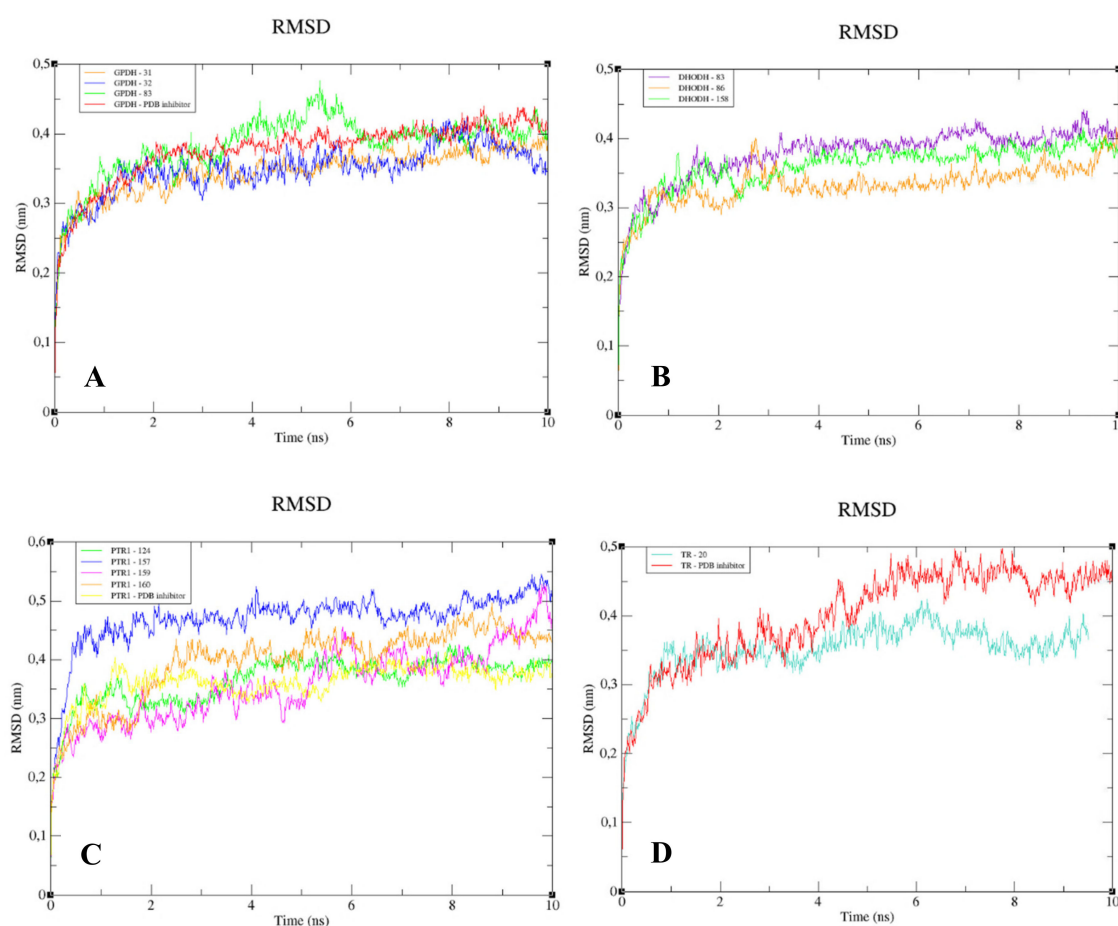 RMSD
GPDH - 31
GPDH - 32
GPDH - 83
GPDH - PDB inhibitor
0,5
0,4
0,3
0,2
0,1
0
RMSD (nm)
A
0 2 4 6 8 10
Time (ns)
RMSD
DHODH - 83
DHODH - 86
DHODH - 158
0,5
0,4
0,3
0,2
0,1
0
RMSD (nm)
B
0 2 4 6 8 1
Time (ns)
RMSD
PTR1 - 124
PTR1 - 157
PTR1 - 159
PTR1 - 160
PTR1 - PDB inhibitor
0,6
0,5
0,4
0,3
0,2
0,1
0
RMSD (nm)
C
0 2 4 6 8 10
Time (ns)
RMSD
TR - 20
TR - PDB inhibitor
0,5
0,4
0,3
0,2
0,1
0
RMSD (nm)
D
0 2 4 6 8 10
Time (ns)